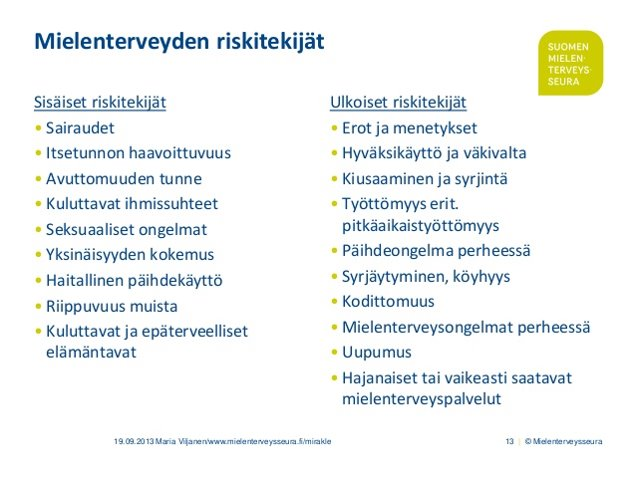 Mielenterveyden riskitekijät
SUOMEN
MIELEN-
TERVEYS-
SEURA
Sisäiset riskitekijät
• Sairaudet
• Itsetunnon haavoittuvuus
• Avuttomuuden tunne
• Kuluttavat ihmissuhteet
• Seksuaaliset ongelmat
• Yksinäisyyden kokemus
• Haitallinen päihdekäyttö
• Riippuvuus muista
• Kuluttavat ja epäterveelliset
elämäntavat
Ulkoiset riskitekijät
• Erot ja menetykset
• Hyväksikäyttö ja väkivalta
• Kiusaaminen ja syrjintä
• Työttömyys erit.
pitkäaikaistyöttömyys
• Päihdeongelma perheessä
• Syrjäytyminen, köyhyys
• Kodittomuus
• Mielenterveysongelmat perheessä
• Uupumus
• Hajanaiset tai vaikeasti saatavat
mielenterveyspalvelut
19.09.2013 Maria Viljanen/www.mielenterveysseura.fi/mirakle
13 | © Mielenterveysseura